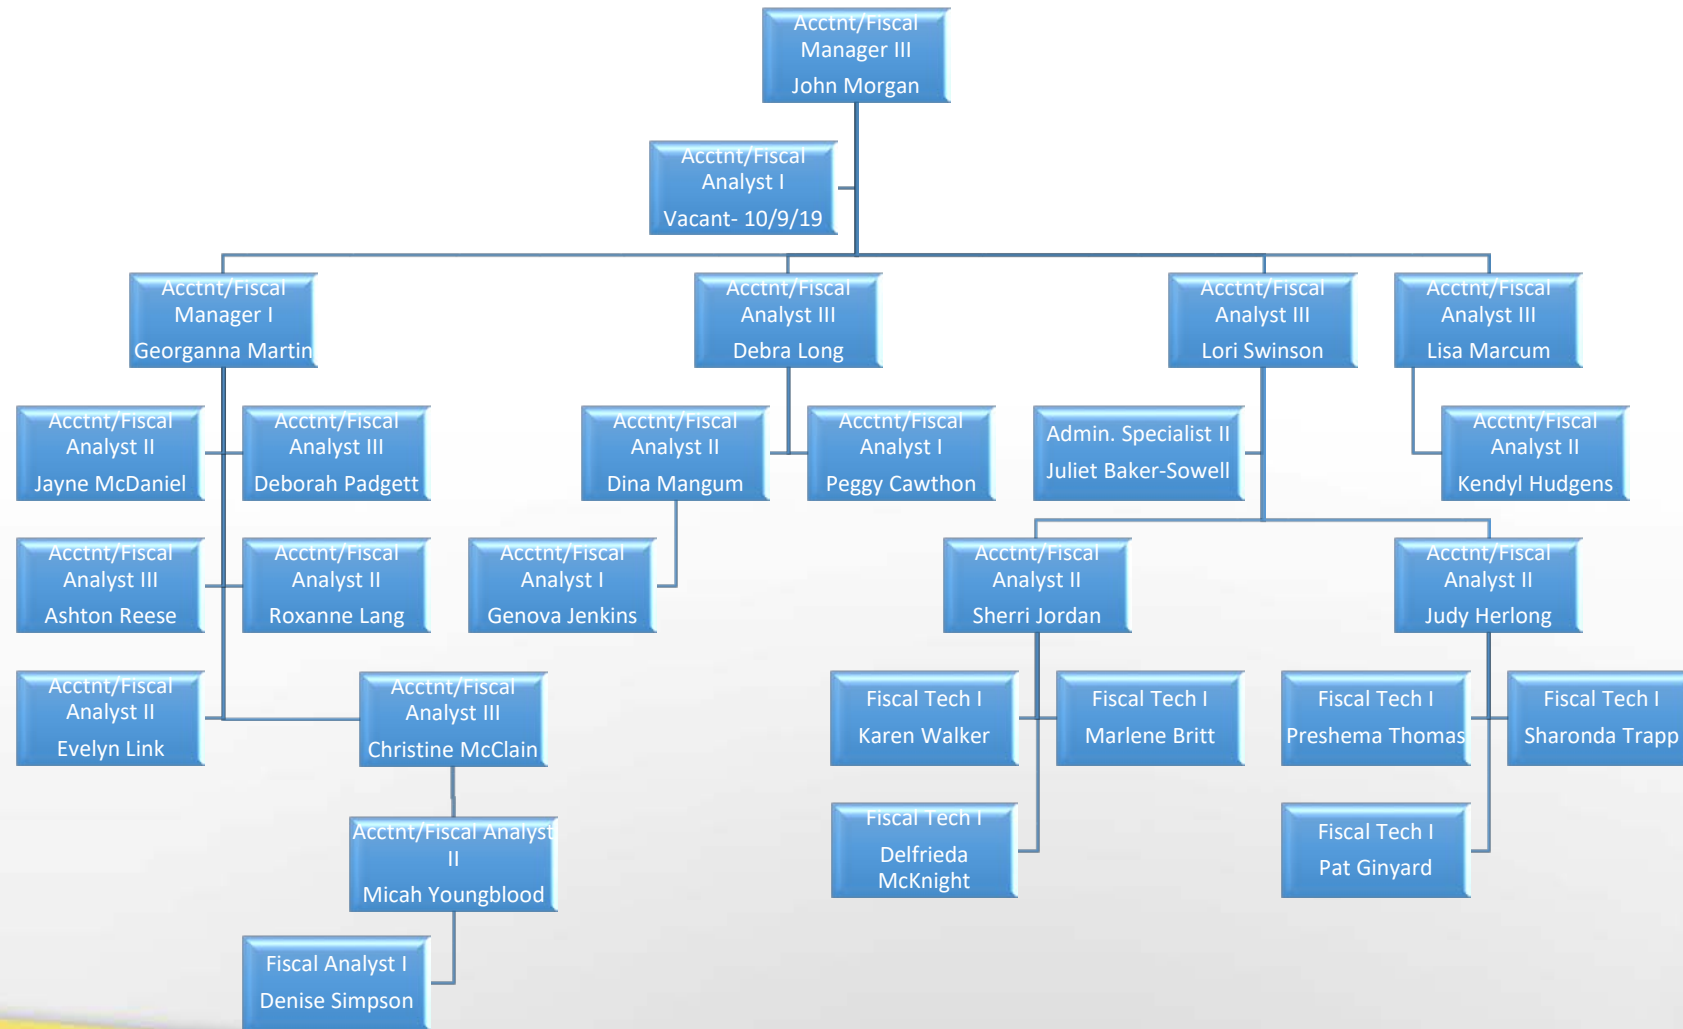 Acctnt/Fiscal
Manager III
John Morgan
Acctnt/Fiscal
Analyst I
Vacant- 10/9/19
Acctnt/Fiscal
Manager I
Georganna Martin
Acctnt/Fiscal
Analyst III
Debra Long
Acctnt/Fiscal
Analyst III
Lori Swinson
Acctnt/Fiscal
Analyst III
Lisa Marcum
Acctnt/Fiscal
Analyst II
Jayne McDaniel
Acctnt/Fiscal
Analyst III
Deborah Padgett
Acctnt/Fiscal
Analyst II
Dina Mangum
Acctnt/Fiscal
Analyst I
Peggy Cawthon
Admin. Specialist II
Juliet Baker-Sowell
Acctnt/Fiscal
Analyst II
Kendyl Hudgens
Acctnt/Fiscal
Analyst III
Ashton Reese
Acctnt/Fiscal
Analyst II
Roxanne Lang
Acctnt/Fiscal
Analyst I
Genova Jenkins
Acctnt/Fiscal
Analyst II
Sherri Jordan
Acctnt/Fiscal
Analyst II
Judy Herlong
Acctnt/Fiscal
Analyst II
Evelyn Link
Acctnt/Fiscal
Analyst III
Christine McClain
Fiscal Tech I
Karen Walker
Fiscal Tech I
Marlene Britt
Fiscal Tech I
Preshema Thomas
Fiscal Tech I
Sharonda Trapp
Acctnt/Fiscal Analyst
II
Micah Youngblood
Fiscal Tech I
Delfrieda
McKnight
Fiscal Tech I
Pat Ginyard
Fiscal Analyst I
Denise Simpson